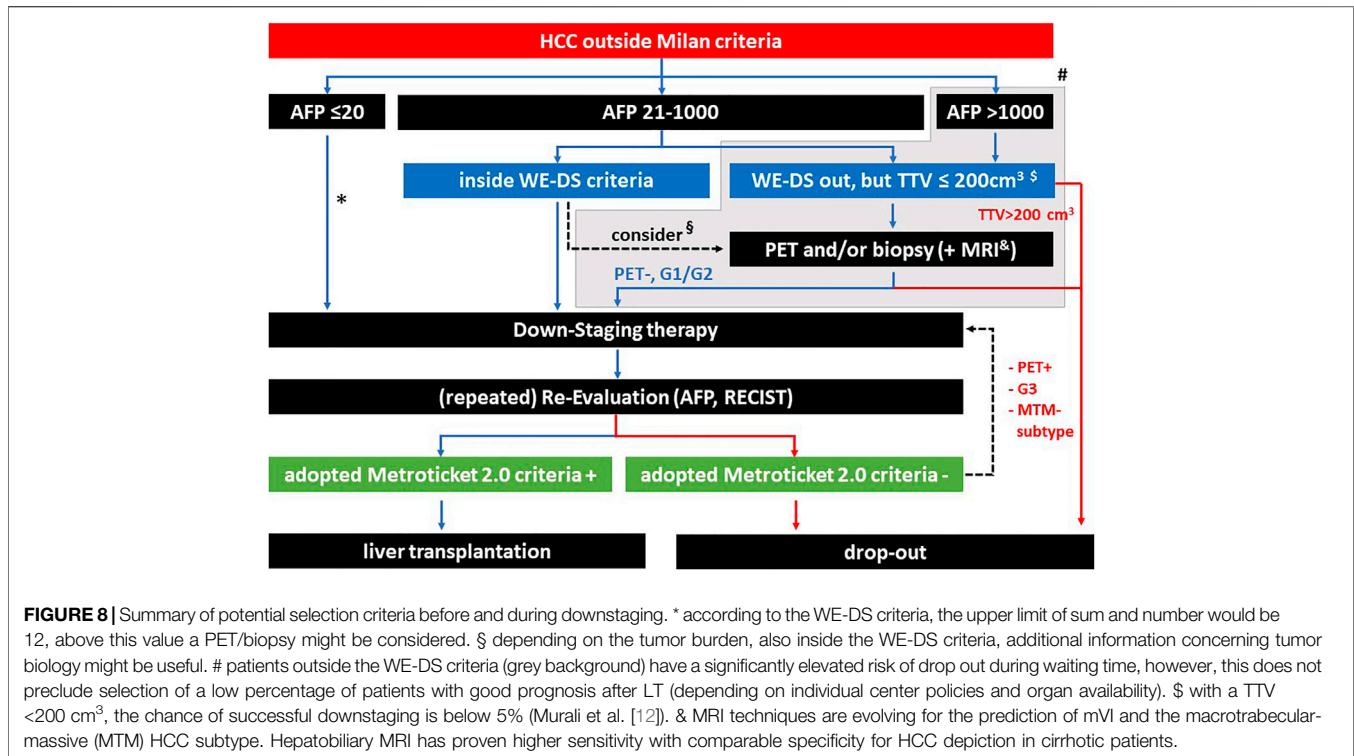 HCC outside Milan criteria
#
AFP ≤20
AFP 21-1000
AFP >1000
inside WE-DS criteria
WE-DS out, but TTV ≤ 200cm³ $
*
TTV>200 cm³
consider §
PET and/or biopsy (+ MRI&)
PET-, G1/G2
Down-Staging therapy
- PET+
- G3
- MTM-
subtype
(repeated) Re-Evaluation (AFP, RECIST)
adopted Metroticket 2.0 criteria +
adopted Metroticket 2.0 criteria -
liver transplantation
drop-out
FIGURE 8 | Summary of potential selection criteria before and during downstaging. * according to the WE-DS criteria, the upper limit of sum and number would be
12, above this value a PET/biopsy might be considered. § depending on the tumor burden, also inside the WE-DS criteria, additional information concerning tumor
biology might be useful. # patients outside the WE-DS criteria (grey background) have a significantly elevated risk of drop out during waiting time, however, this does not
preclude selection of a low percentage of patients with good prognosis after LT (depending on individual center policies and organ availability). $ with a TTV
<200 cm³, the chance of successful downstaging is below 5% (Murali et al. [12]). & MRI techniques are evolving for the prediction of mVI and the macrotrabecular-
massive (MTM) HCC subtype. Hepatobiliary MRI has proven higher sensitivity with comparable specificity for HCC depiction in cirrhotic patients.